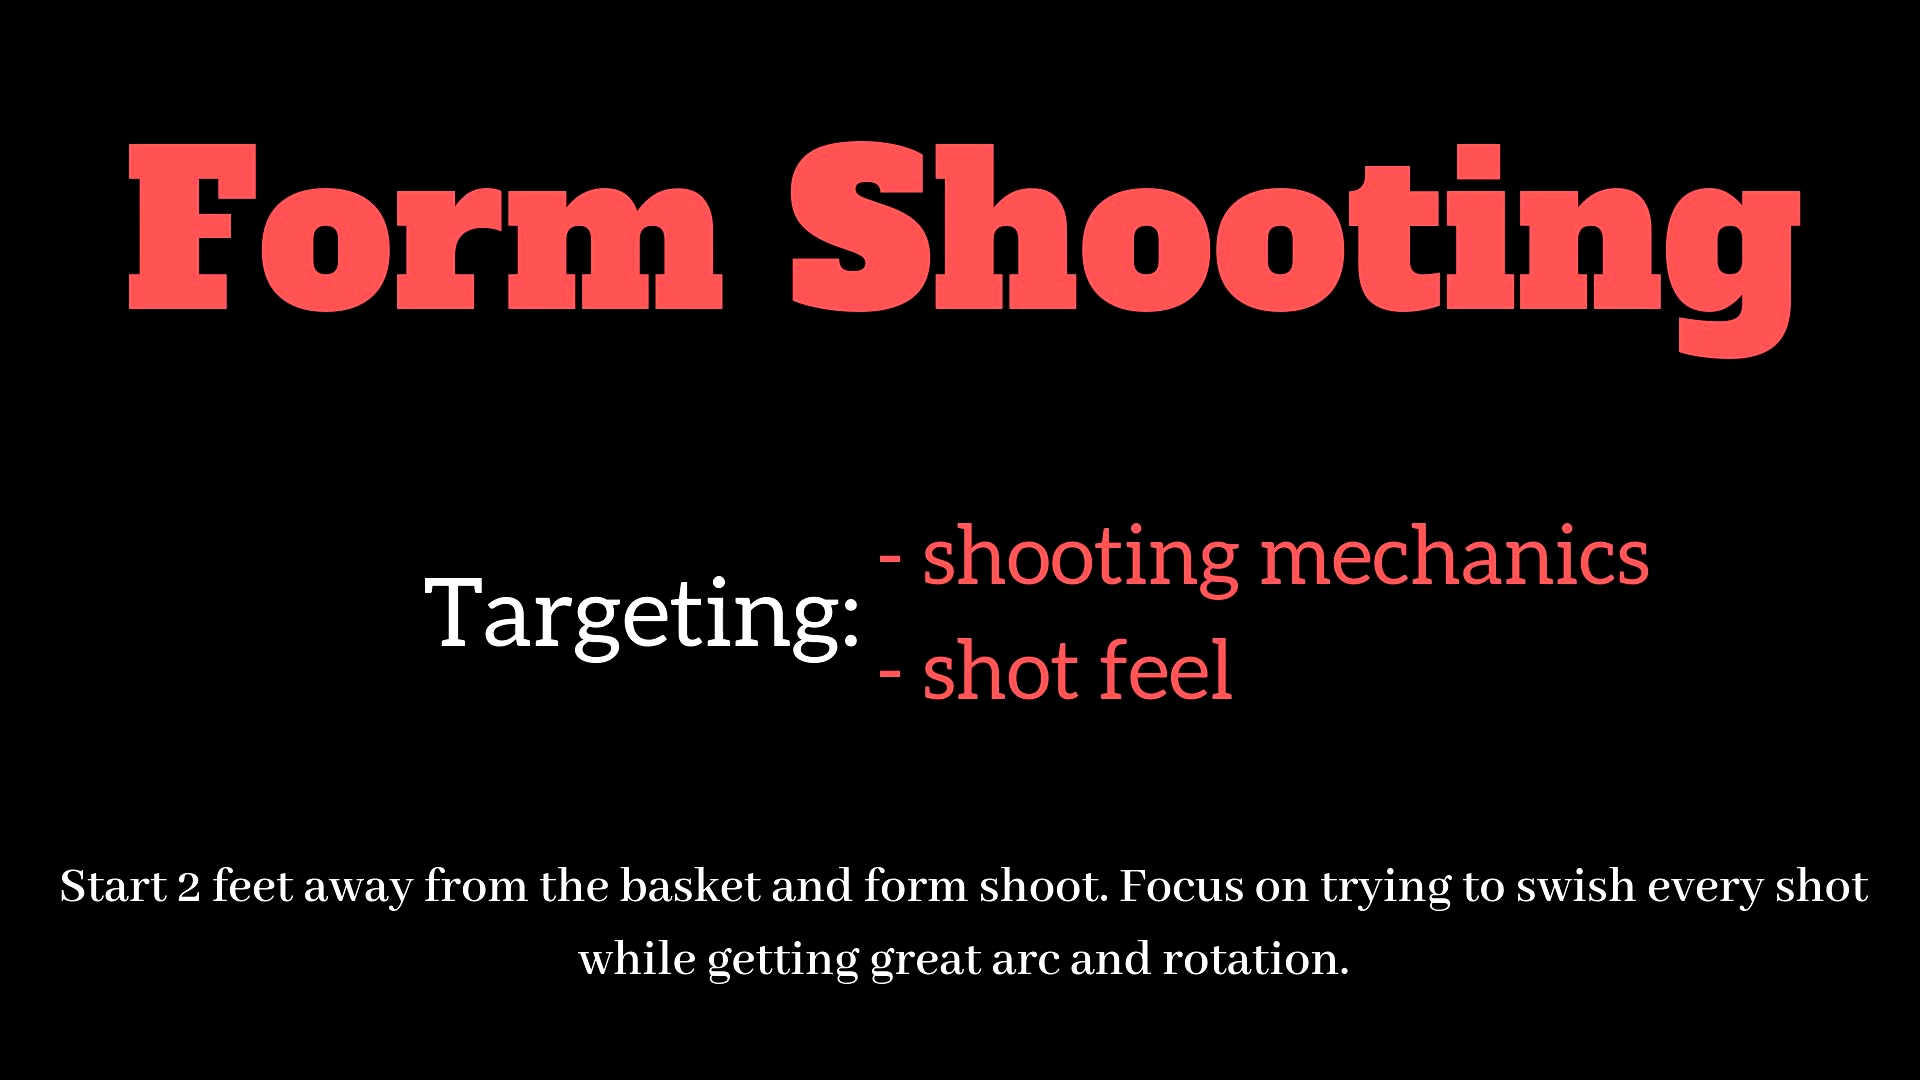 Form Shooting
Targeting:
- shooting mechanics
- shot feel
Start 2 feet away from the basket and form shoot. Focus on trying to swish every shot
while getting great arc and rotation.